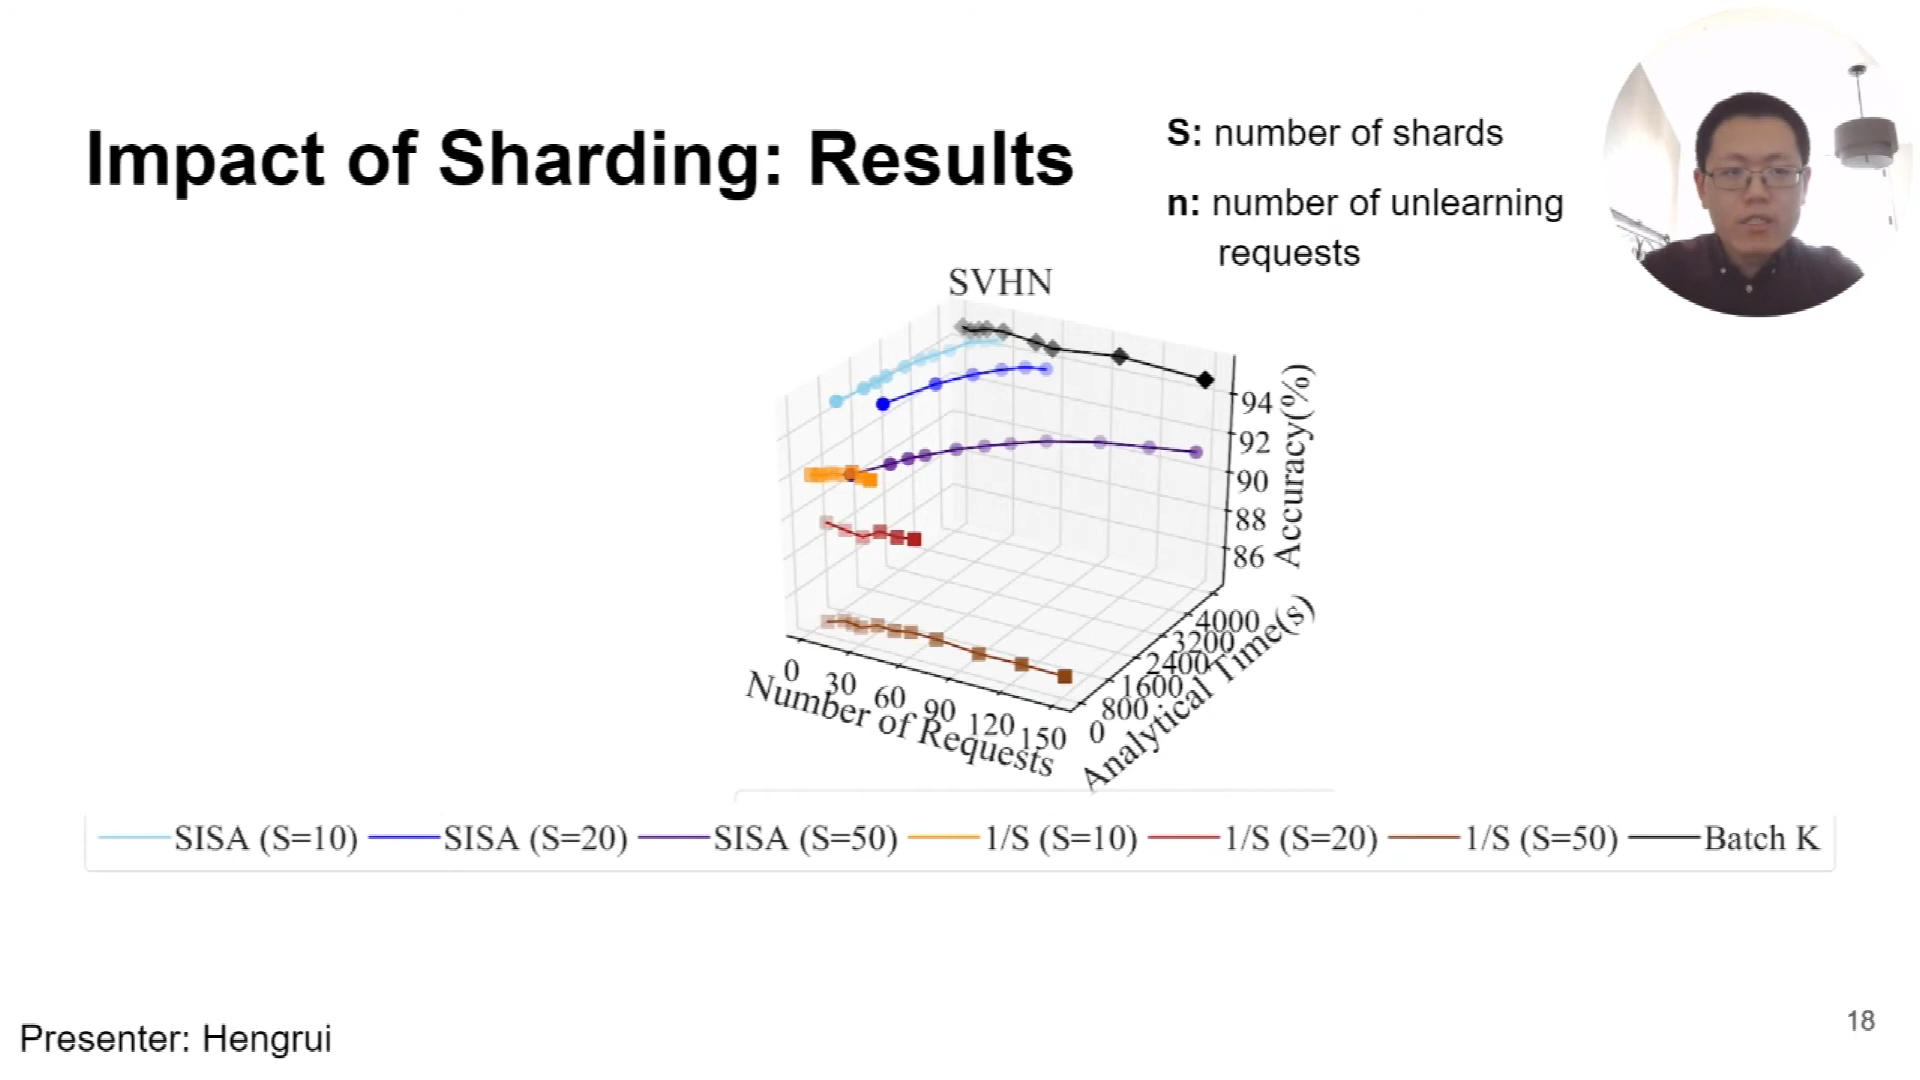 Impact of Sharding: Results
S: number of shards
n: number of unlearning
requests
SVHN
94
92
90
88
86
Accuracy(%)
0
30
60
90
120
150
Number of Requests
0
800
1600
2400
3200
4000
Analytical Time(s)
SISA (S=10)
SISA (S=20)
SISA (S=50)
1/S (S=10)
1/S (S=20)
1/S (S=50)
Batch K
Presenter: Hengrui
18